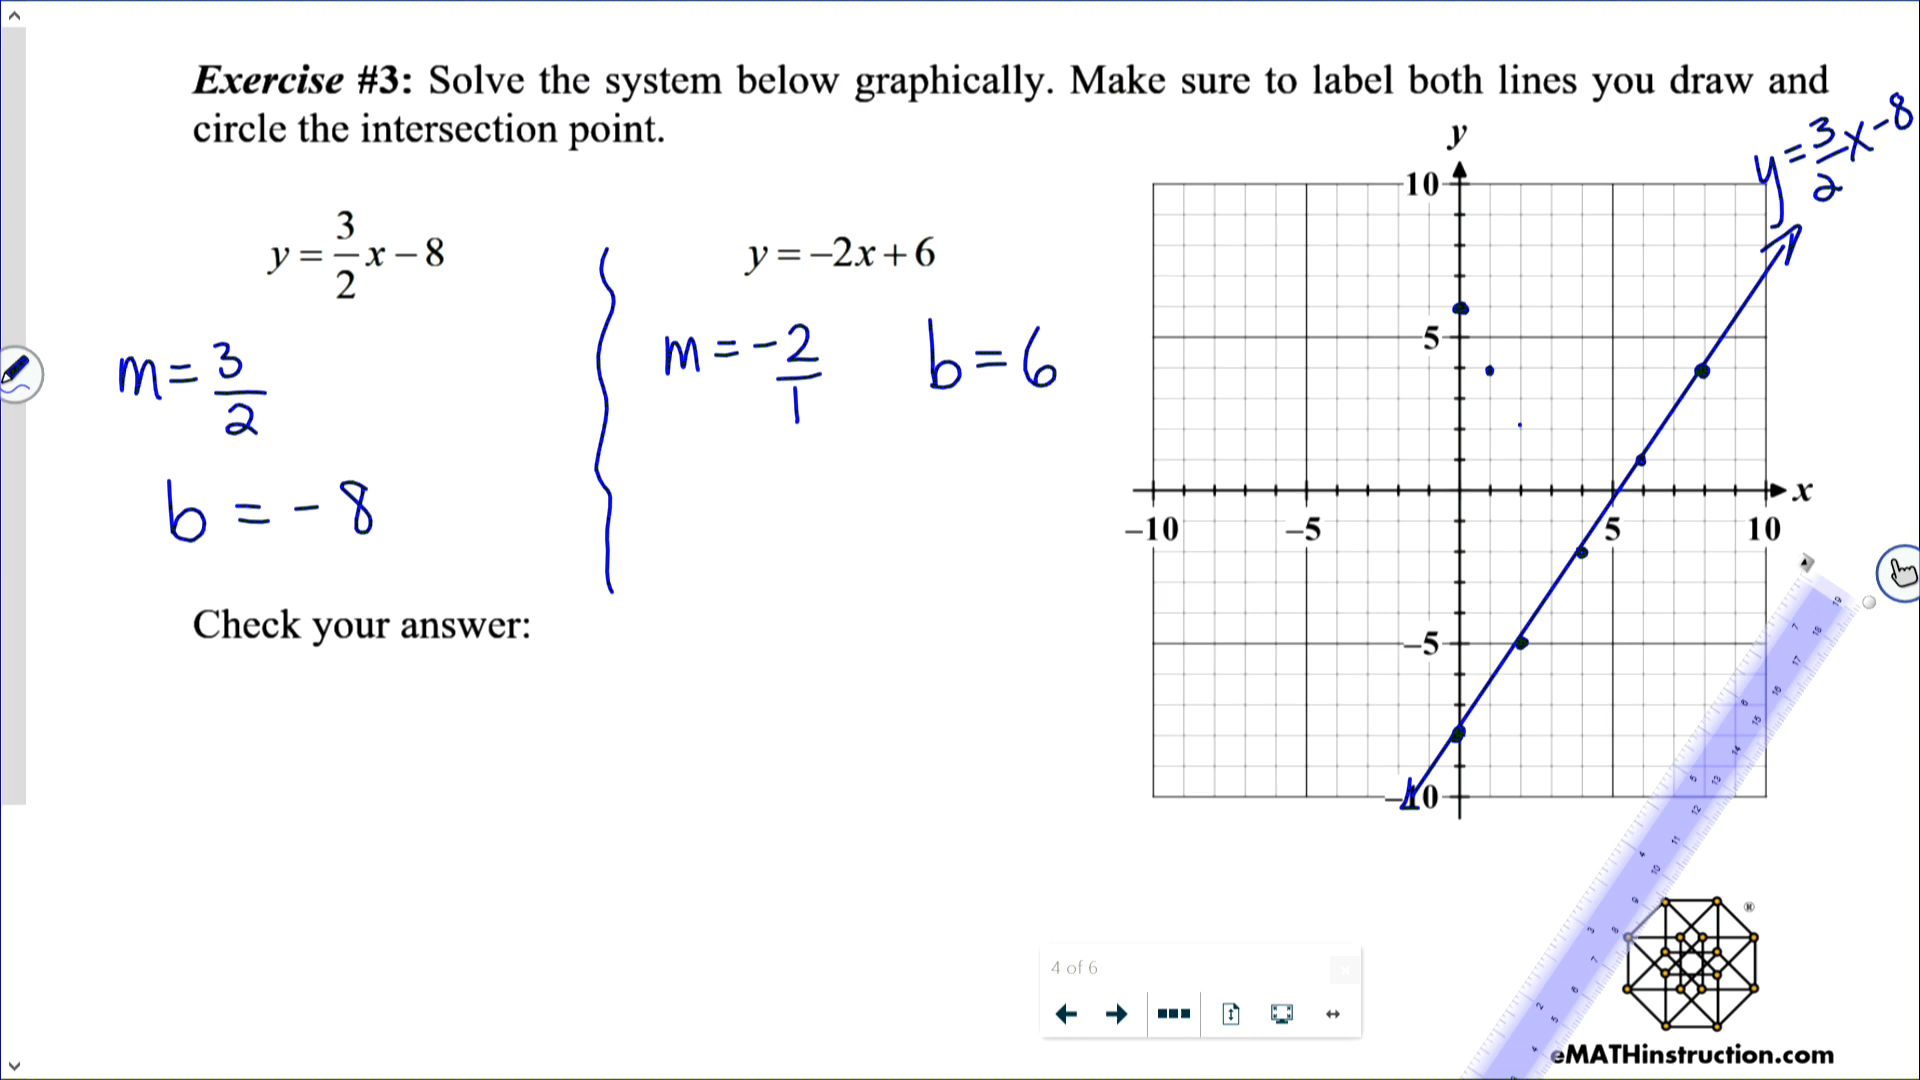 Exercise #3: Solve the system below graphically. Make sure to label both lines you draw and
circle the intersection point.
y = 3/2 x − 8
y = −2x + 6
m = 3/2
b = -8
m = -2/1
b = 6
Check your answer:
y
y = 3/2 x - 8
10
5
−10
−5
5
10
x
−5
−10
4 of 6
eMATHinstruction.com
®